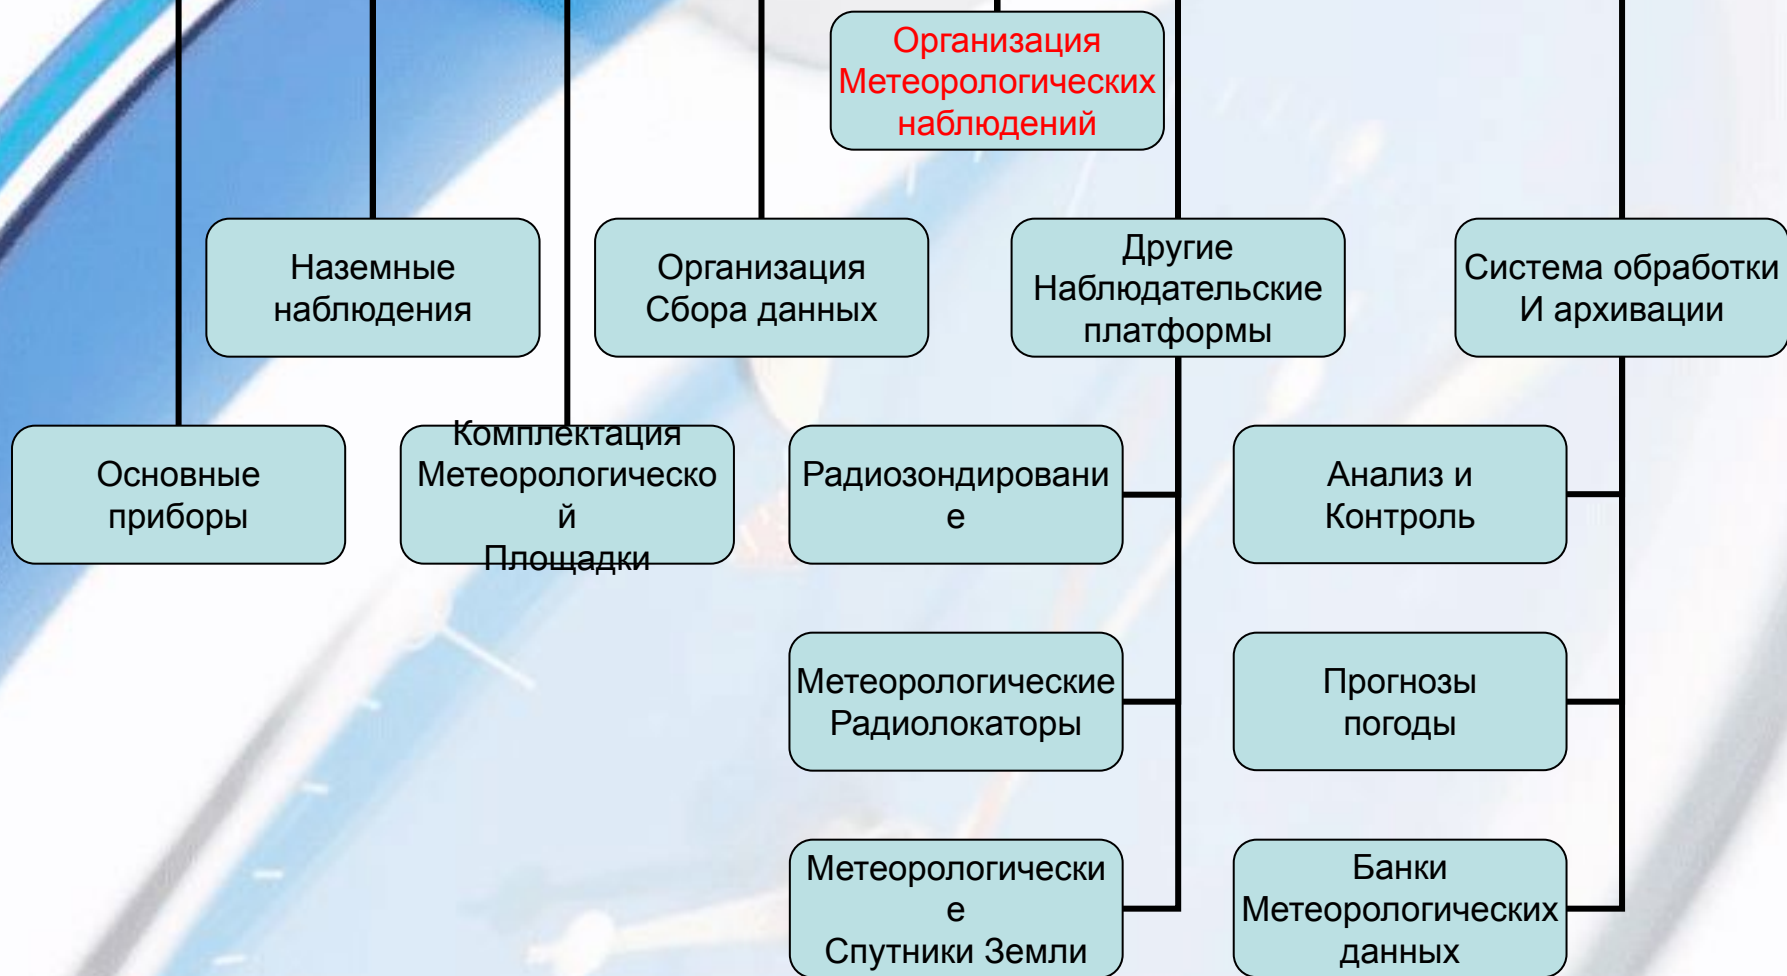 Организация
Метеорологических
наблюдений
Наземные
наблюдения
Организация
Сбора данных
Другие
Наблюдательские
платформы
Система обработки
И архивации
Основные
приборы
Комплектация
Метеорологическо
й
Площадки
Радиозондировани
е
Анализ и
Контроль
Метеорологические
Радиолокаторы
Прогнозы
погоды
Метеорологически
е
Спутники Земли
Банки
Метеорологических
данных